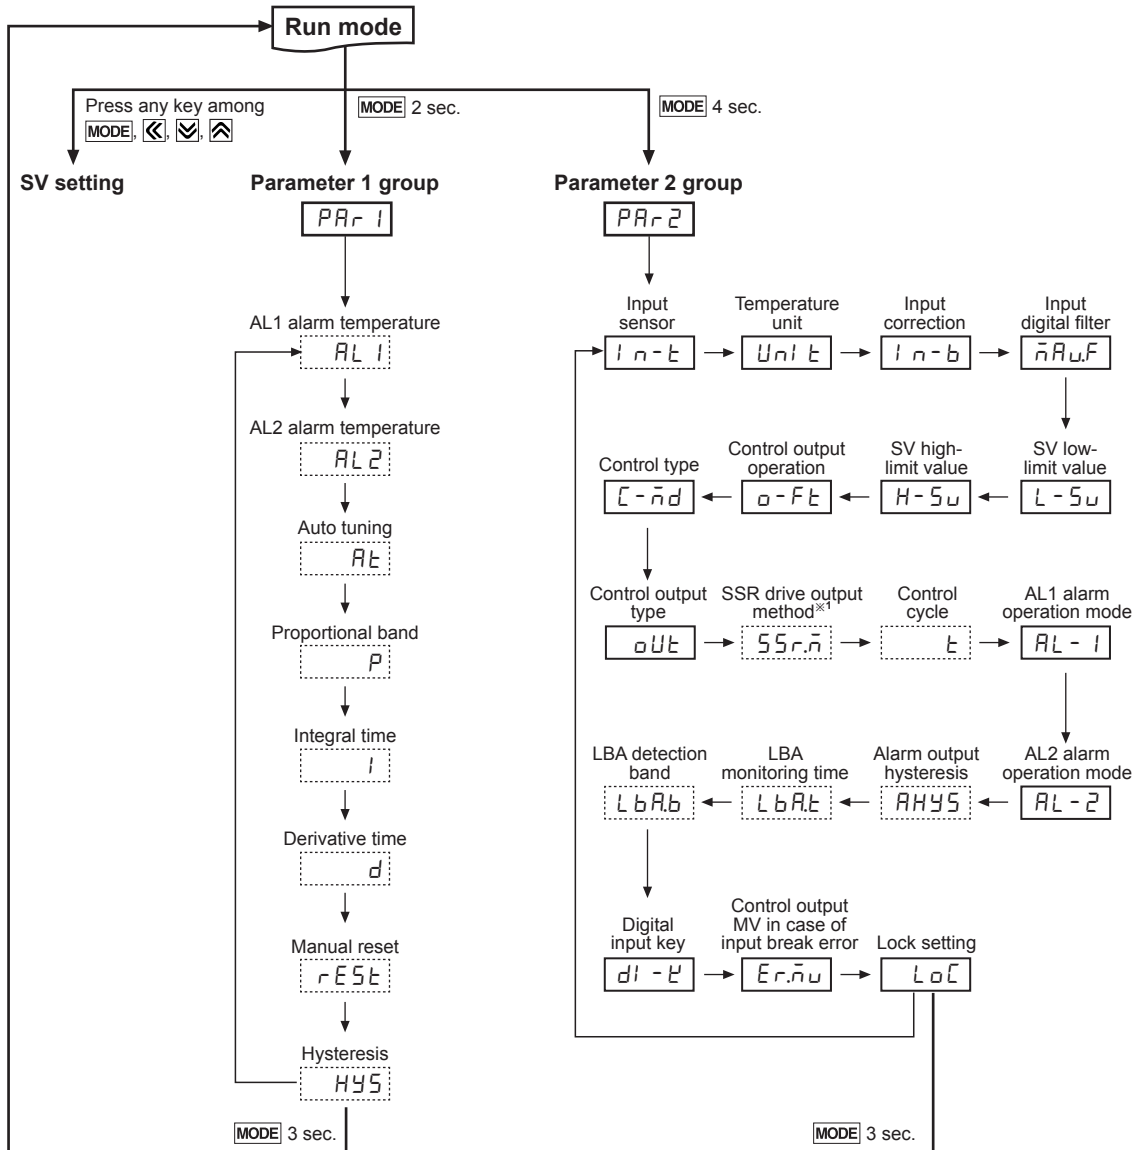 Run mode
Press any key among
MODE, , ,
MODE 2 sec.
MODE 4 sec.
SV setting
Parameter 1 group
Parameter 2 group
PAr1
PAr2
AL1 alarm temperature
AL1
AL2 alarm temperature
AL2
Auto tuning
At
Proportional band
P
Integral time
I
Derivative time
d
Manual reset
rESt
Hysteresis
HYS
MODE 3 sec.
Input
sensor
In-t
Temperature
unit
UnIt
Input
correction
In-b
Input
digital filter
mAv.F
SV low-
limit value
L-Sv
SV high-
limit value
H-Sv
Control output
operation
o-Ft
Control type
C-md
Control output
type
oUt
SSR drive output
method※1
SSr.m
Control
cycle
t
AL1 alarm
operation mode
AL-1
AL2 alarm
operation mode
AL-2
Alarm output
hysteresis
AHYS
LBA
monitoring time
LbA.t
LBA detection
band
LbA.b
Digital
input key
dI-K
Control output
MV in case of
input break error
Er.mv
Lock setting
LoC
MODE 3 sec.